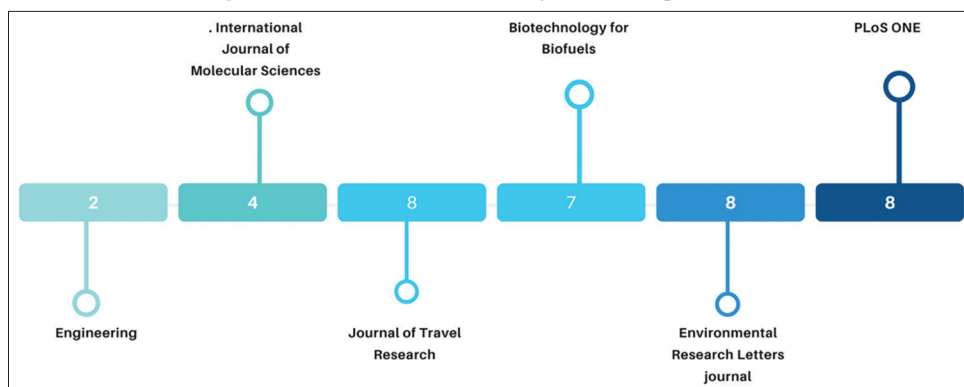 . International
Journal of
Molecular Sciences
Biotechnology for
Biofuels
PLoS ONE
2
4
8
7
8
8
Engineering
Journal of Travel
Research
Environmental
Research Letters
journal